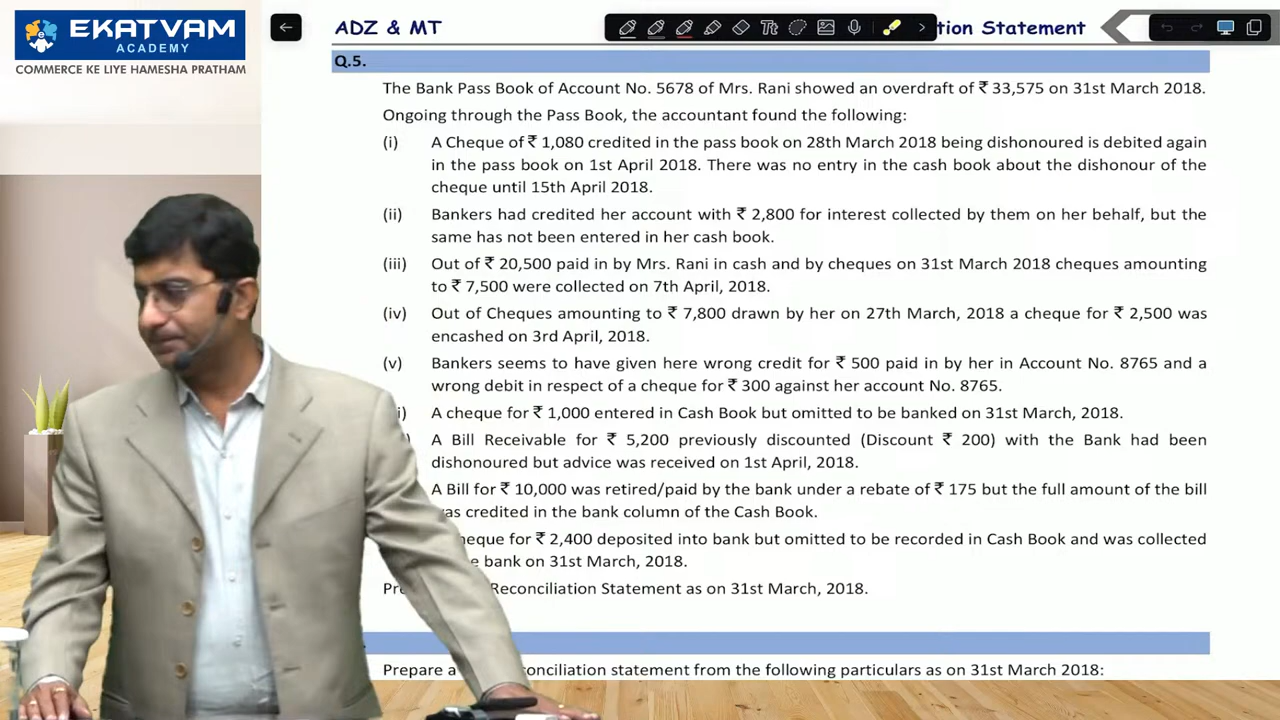 EKATVAM
ACADEMY
COMMERCE KE LIYE HAMESHA PRATHAM
ADZ & MT
tion Statement
Q.5.
The Bank Pass Book of Account No. 5678 of Mrs. Rani showed an overdraft of ₹ 33,575 on 31st March 2018.
Ongoing through the Pass Book, the accountant found the following:
(i) A Cheque of ₹ 1,080 credited in the pass book on 28th March 2018 being dishonoured is debited again
in the pass book on 1st April 2018. There was no entry in the cash book about the dishonour of the
cheque until 15th April 2018.
(ii) Bankers had credited her account with ₹ 2,800 for interest collected by them on her behalf, but the
same has not been entered in her cash book.
(iii) Out of ₹ 20,500 paid in by Mrs. Rani in cash and by cheques on 31st March 2018 cheques amounting
to ₹ 7,500 were collected on 7th April, 2018.
(iv) Out of Cheques amounting to ₹ 7,800 drawn by her on 27th March, 2018 a cheque for ₹ 2,500 was
encashed on 3rd April, 2018.
(v) Bankers seems to have given here wrong credit for ₹ 500 paid in by her in Account No. 8765 and a
wrong debit in respect of a cheque for ₹ 300 against her account No. 8765.
i) A cheque for ₹ 1,000 entered in Cash Book but omitted to be banked on 31st March, 2018.
) A Bill Receivable for ₹ 5,200 previously discounted (Discount ₹ 200) with the Bank had been
dishonoured but advice was received on 1st April, 2018.
A Bill for ₹ 10,000 was retired/paid by the bank under a rebate of ₹ 175 but the full amount of the bill
was credited in the bank column of the Cash Book.
heque for ₹ 2,400 deposited into bank but omitted to be recorded in Cash Book and was collected
e bank on 31st March, 2018.
Pr Reconciliation Statement as on 31st March, 2018.
Prepare a onciliation statement from the following particulars as on 31st March 2018: